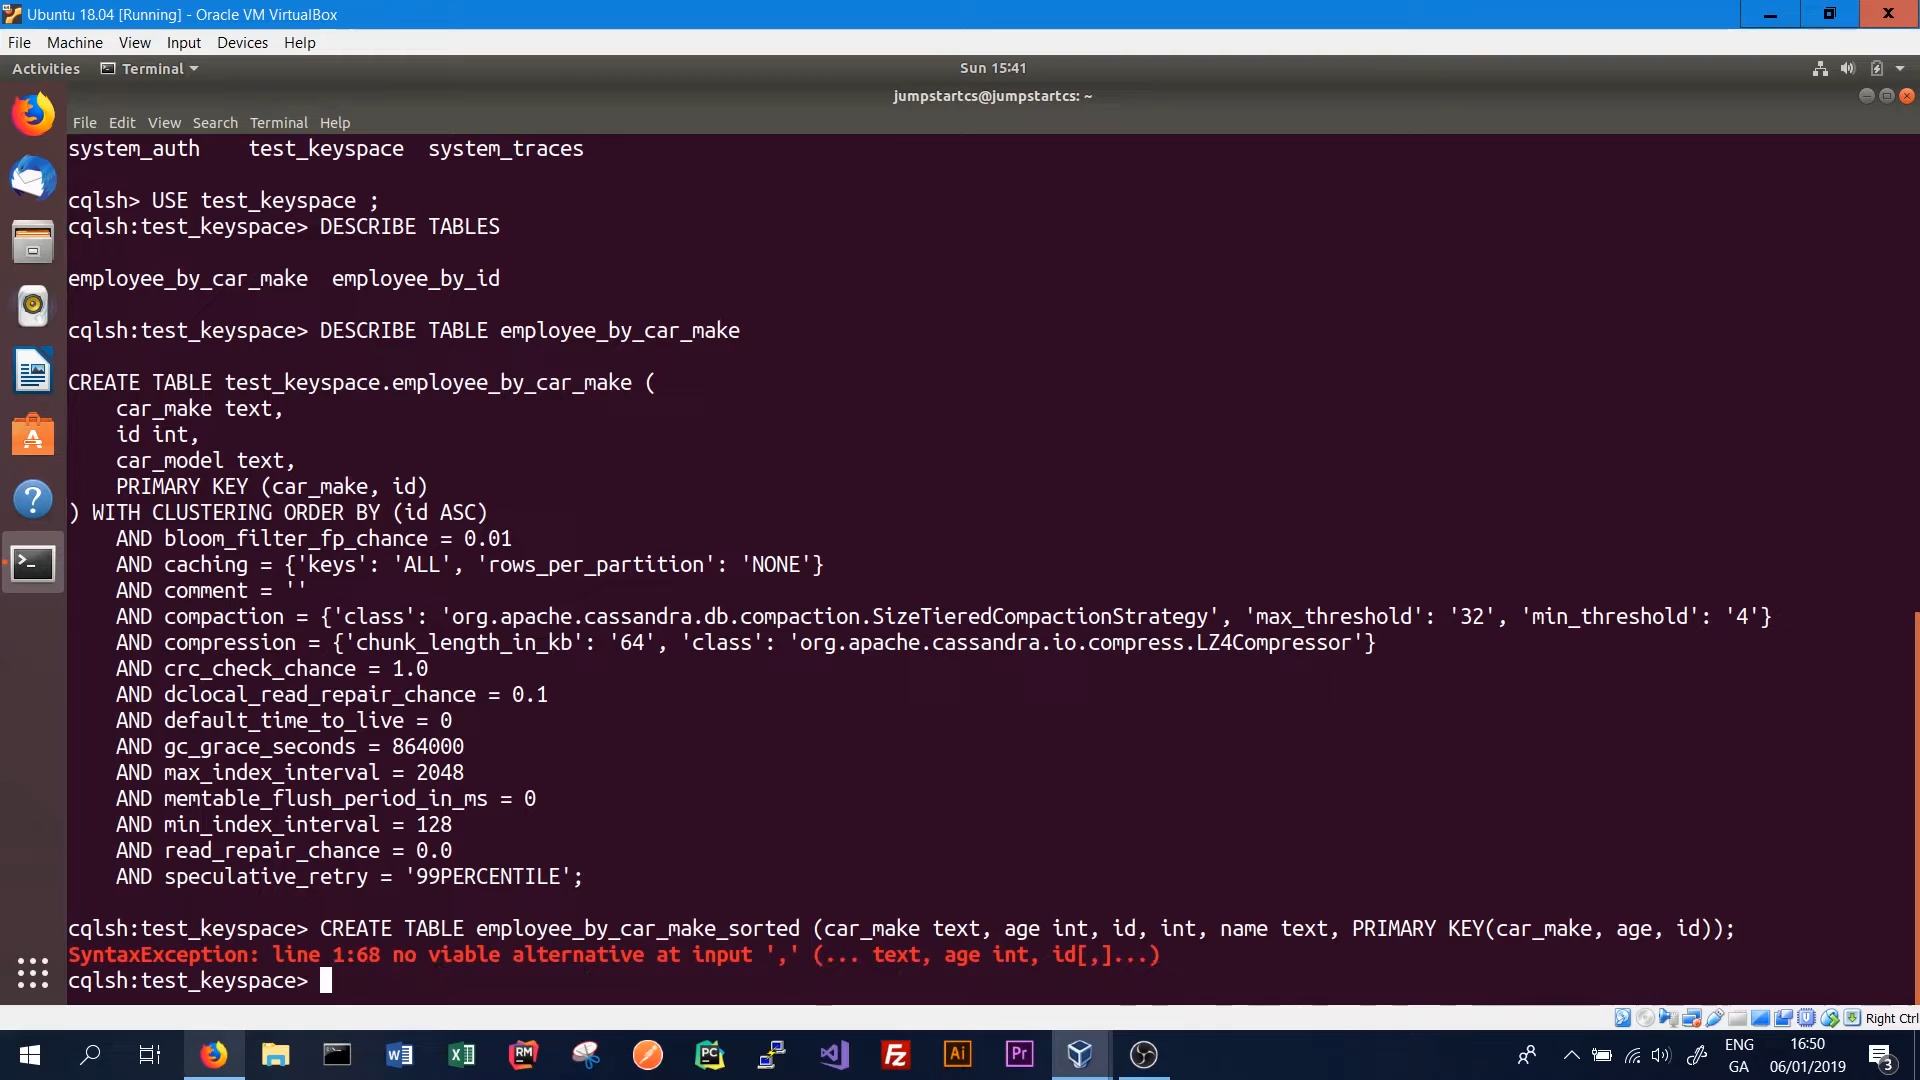 Ubuntu 18.04 [Running] - Oracle VM VirtualBox
File Machine View Input Devices Help
Activities Terminal Sun 15:41
jumpstartcs@jumpstartcs: ~
File Edit View Search Terminal Help
system_auth test_keyspace system_traces
cqlsh> USE test_keyspace ;
cqlsh:test_keyspace> DESCRIBE TABLES
employee_by_car_make employee_by_id
cqlsh:test_keyspace> DESCRIBE TABLE employee_by_car_make
CREATE TABLE test_keyspace.employee_by_car_make (
car_make text,
id int,
car_model text,
PRIMARY KEY (car_make, id)
) WITH CLUSTERING ORDER BY (id ASC)
AND bloom_filter_fp_chance = 0.01
AND caching = {'keys': 'ALL', 'rows_per_partition': 'NONE'}
AND comment = ''
AND compaction = {'class': 'org.apache.cassandra.db.compaction.SizeTieredCompactionStrategy', 'max_threshold': '32', 'min_threshold': '4'}
AND compression = {'chunk_length_in_kb': '64', 'class': 'org.apache.cassandra.io.compress.LZ4Compressor'}
AND crc_check_chance = 1.0
AND dclocal_read_repair_chance = 0.1
AND default_time_to_live = 0
AND gc_grace_seconds = 864000
AND max_index_interval = 2048
AND memtable_flush_period_in_ms = 0
AND min_index_interval = 128
AND read_repair_chance = 0.0
AND speculative_retry = '99PERCENTILE';
cqlsh:test_keyspace> CREATE TABLE employee_by_car_make_sorted (car_make text, age int, id, int, name text, PRIMARY KEY(car_make, age, id));
SyntaxException: line 1:68 no viable alternative at input ',' (... text, age int, id[,]...)
cqlsh:test_keyspace>
Right Ctrl
RM PC Fz Ai Pr
ENG 16:50
GA 06/01/2019 3